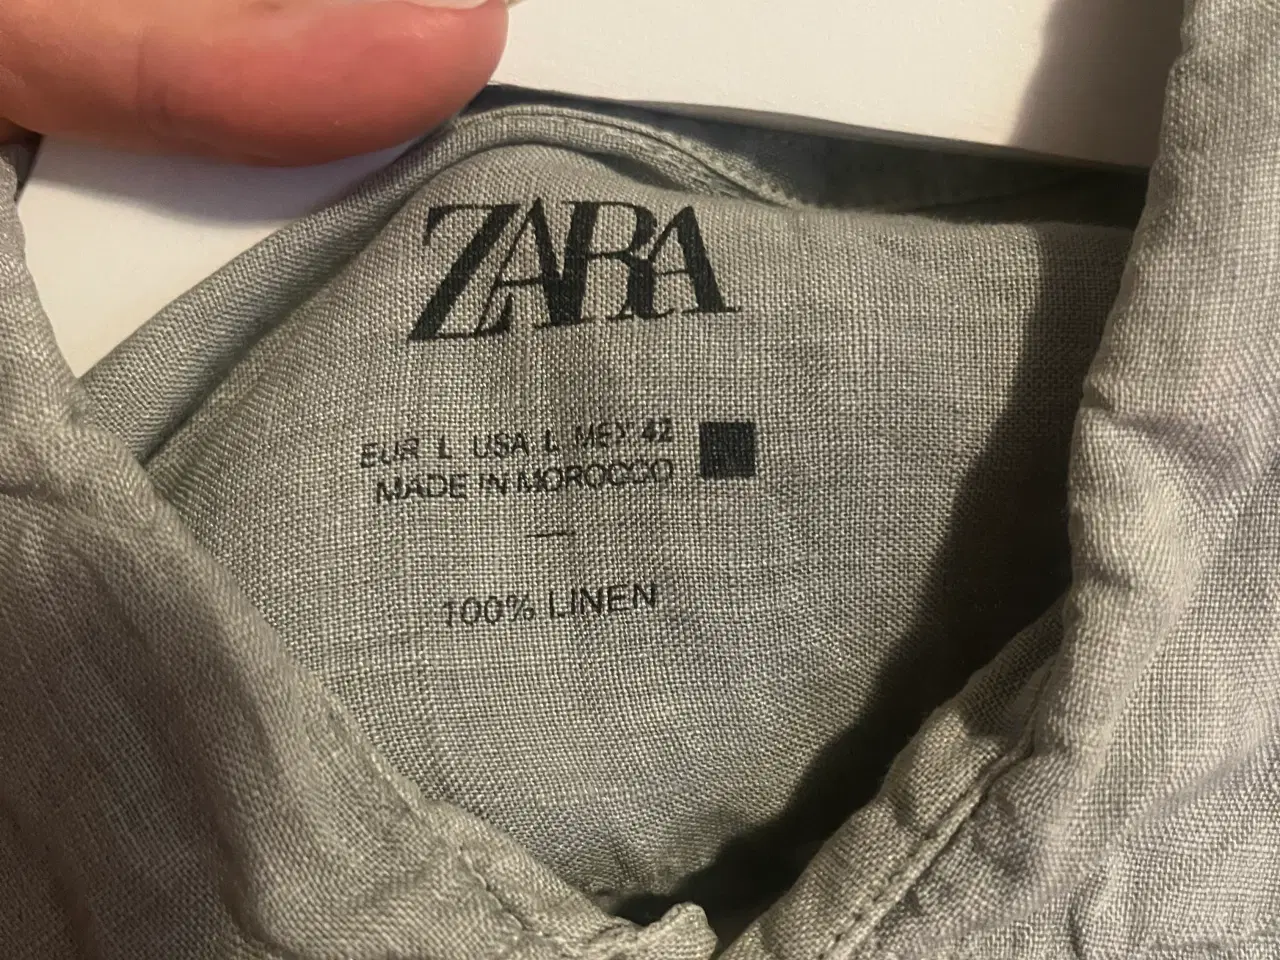 ZARA
EUR L USA L MEX 42
MADE IN MOROCCO
—
100% LINEN